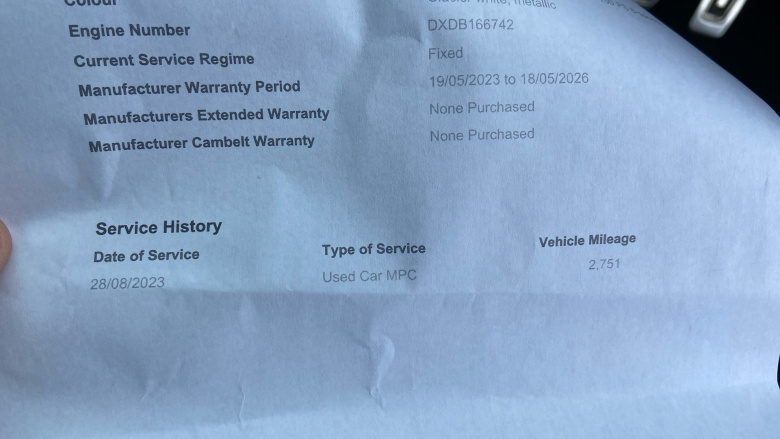 Colour metallic
Engine Number DXDB166742
Current Service Regime Fixed
Manufacturer Warranty Period 19/05/2023 to 18/05/2026
Manufacturers Extended Warranty None Purchased
Manufacturer Cambelt Warranty None Purchased
Service History
Date of Service Type of Service Vehicle Mileage
28/08/2023 Used Car MPC 2,751